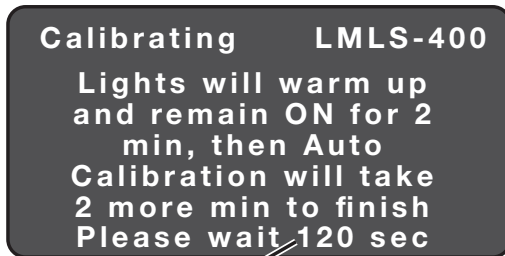 Calibrating LMLS-400
Lights will warm up
and remain ON for 2
min, then Auto
Calibration will take
2 more min to finish
Please wait 120 sec